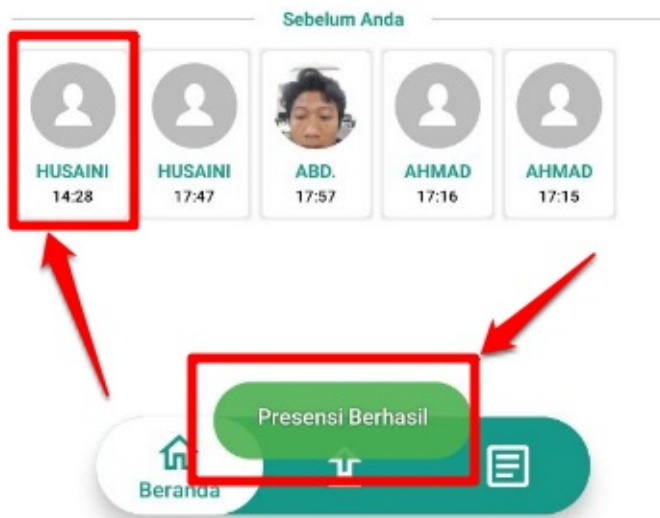 Sebelum Anda
HUSAINI HUSAINI ABD. AHMAD AHMAD
14:28 17:47 17:57 17:16 17:15
Presensi Berhasil
Beranda